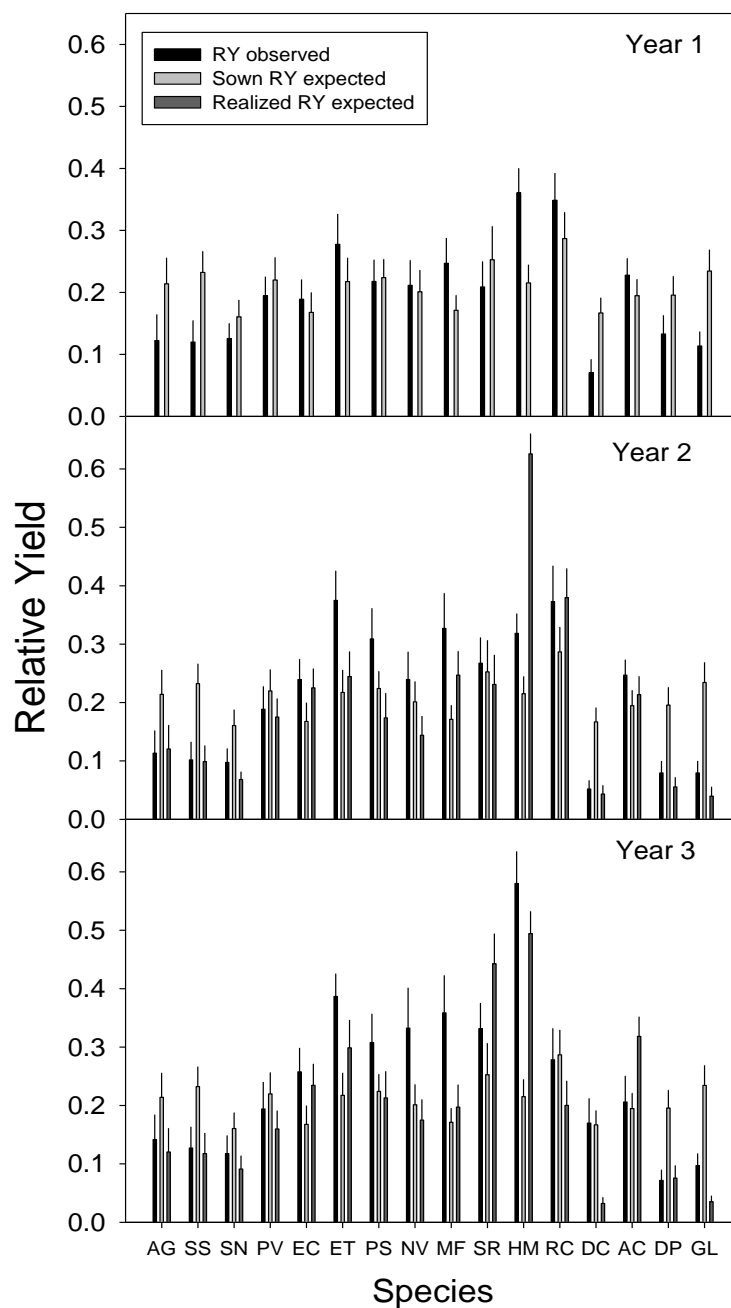 0.6
0.5
0.4
0.3
0.2
0.1
0.0
RY observed
Sown RY expected
Realized RY expected
Year 1
0.6
0.5
0.4
0.3
0.2
0.1
0.0
Year 2
Relative Yield
0.6
0.5
0.4
0.3
0.2
0.1
0.0
Year 3
AG SS SN PV EC ET PS NV MF SR HM RC DC AC DP GL
Species